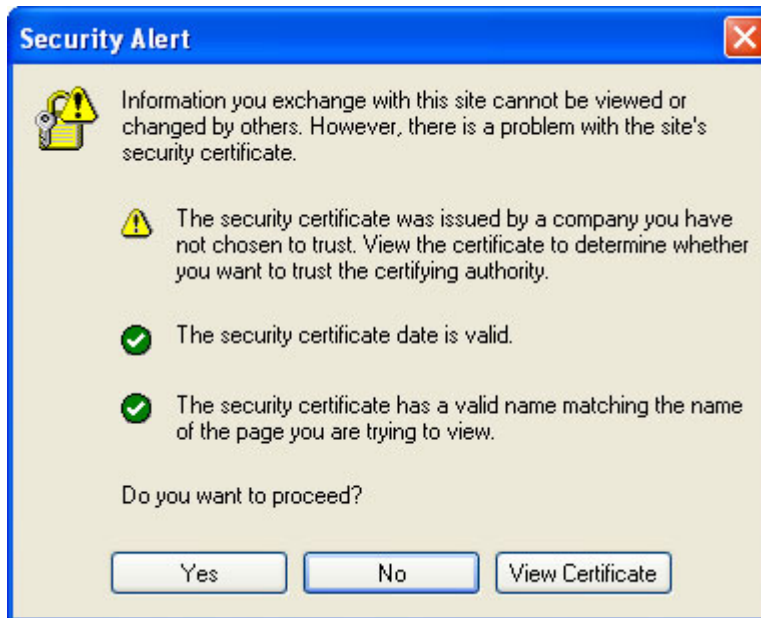 Security Alert
Information you exchange with this site cannot be viewed or
changed by others. However, there is a problem with the site's
security certificate.
The security certificate was issued by a company you have
not chosen to trust. View the certificate to determine whether
you want to trust the certifying authority.
The security certificate date is valid.
The security certificate has a valid name matching the name
of the page you are trying to view.
Do you want to proceed?
Yes No View Certificate